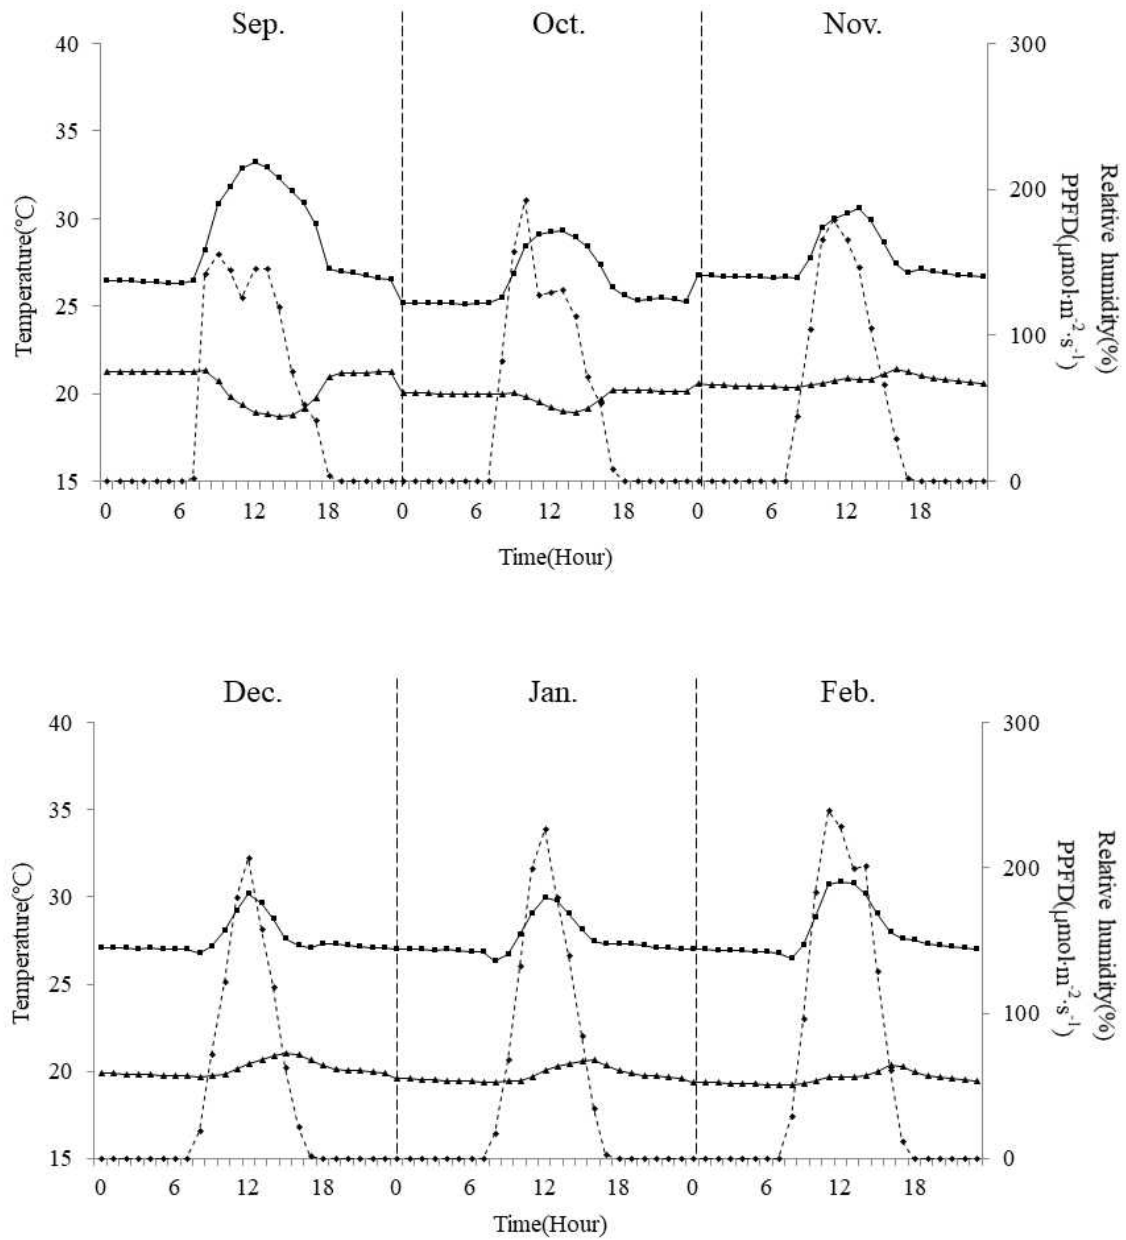 Sep. Oct. Nov.
40 300
35
30 200
25
20 100
15 0
0 6 12 18 0 6 12 18 0 6 12 18
Time(Hour)
Temperature(℃)
Relative humidity(%)
PPFD(μmol·m⁻²·s⁻¹)
Dec. Jan. Feb.
40 300
35
30 200
25
20 100
15 0
0 6 12 18 0 6 12 18 0 6 12 18
Time(Hour)
Temperature(℃)
Relative humidity(%)
PPFD(μmol·m⁻²·s⁻¹)